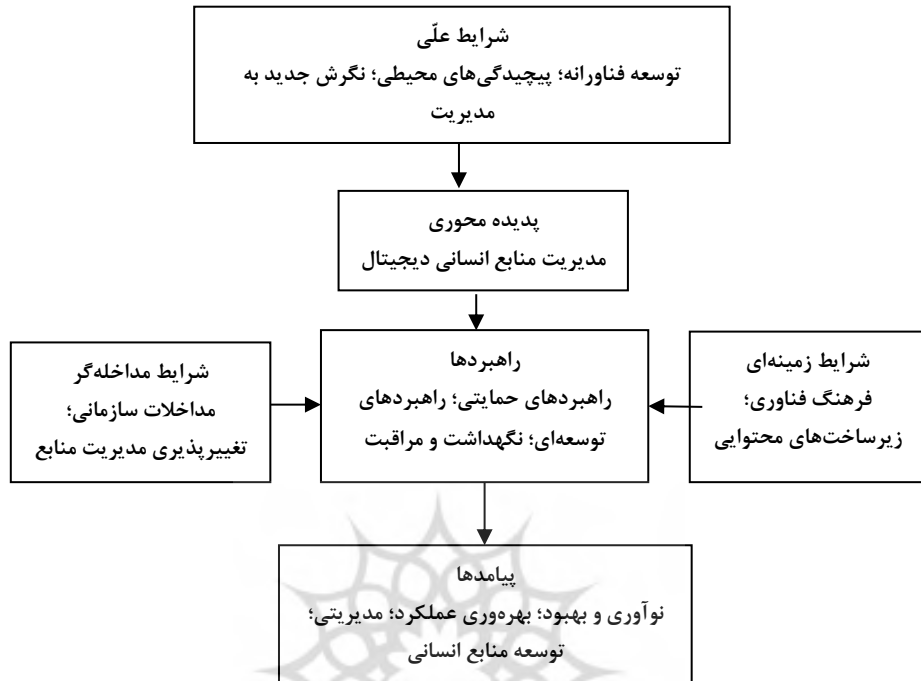 شرایط علّی
توسعه فناورانه؛ پیچیدگی‌های محیطی؛ نگرش جدید به
مدیریت
پدیده محوری
مدیریت منابع انسانی دیجیتال
شرایط زمینه‌ای
فرهنگ فناوری؛
زیرساخت‌های محتوایی
راهبردها
راهبردهای حمایتی؛ راهبردهای
توسعه‌ای؛ نگهداشت و مراقبت
شرایط مداخله‌گر
مداخلات سازمانی؛
تغییرپذیری مدیریت منابع
پیامدها
نوآوری و بهبود؛ بهره‌وری عملکرد؛ مدیریتی؛
توسعه منابع انسانی